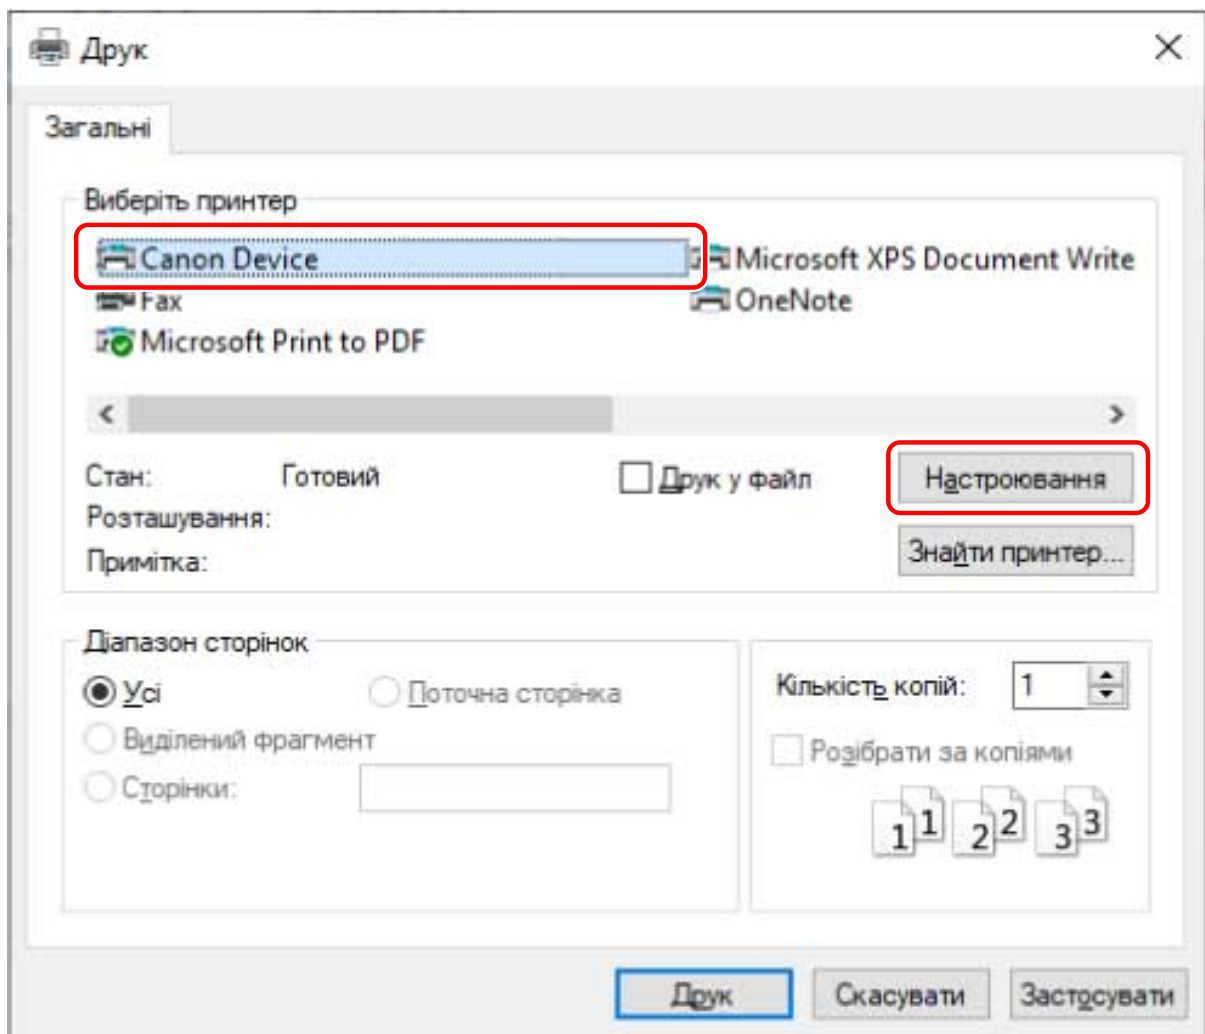 Друк
Загальні
Виберіть принтер
Canon Device
Microsoft XPS Document Write
Fax
OneNote
Microsoft Print to PDF
Стан: Готовий
Друк у файл
Настроювання
Розташування:
Примітка:
Знайти принтер...
Діапазон сторінок
Усі
Поточна сторінка
Кількість копій: 1
Виділений фрагмент
Розібрати за копіями
Сторінки:
1 1 2 2 3 3
Друк
Скасувати
Застосувати